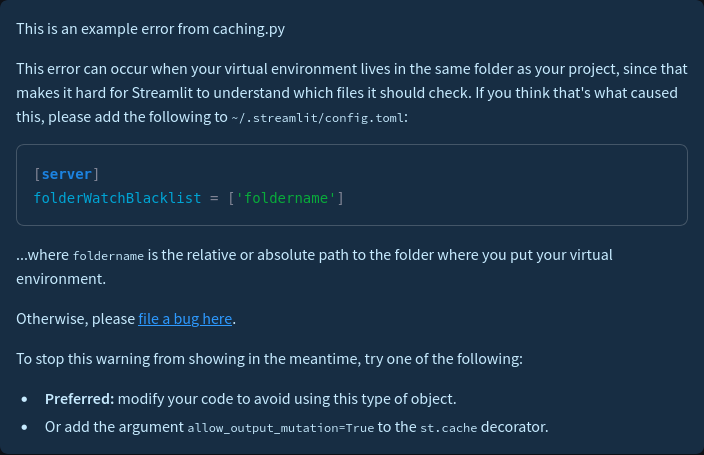 This is an example error from caching.py
This error can occur when your virtual environment lives in the same folder as your project, since that
makes it hard for Streamlit to understand which files it should check. If you think that's what caused
this, please add the following to ~/.streamlit/config.toml:
[server]
folderWatchBlacklist = ['foldername']
...where foldername is the relative or absolute path to the folder where you put your virtual
environment.
Otherwise, please file a bug here.
To stop this warning from showing in the meantime, try one of the following:
• Preferred: modify your code to avoid using this type of object.
• Or add the argument allow_output_mutation=True to the st.cache decorator.